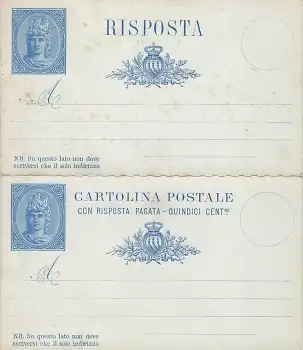 RISPOSTA
A
NB. Su questo lato non deve
scriversi che il solo indirizzo
CARTOLINA POSTALE
CON RISPOSTA PAGATA - QUINDICI CENT.MI
A
NB. Su questo lato non deve
scriversi che il solo indirizzo